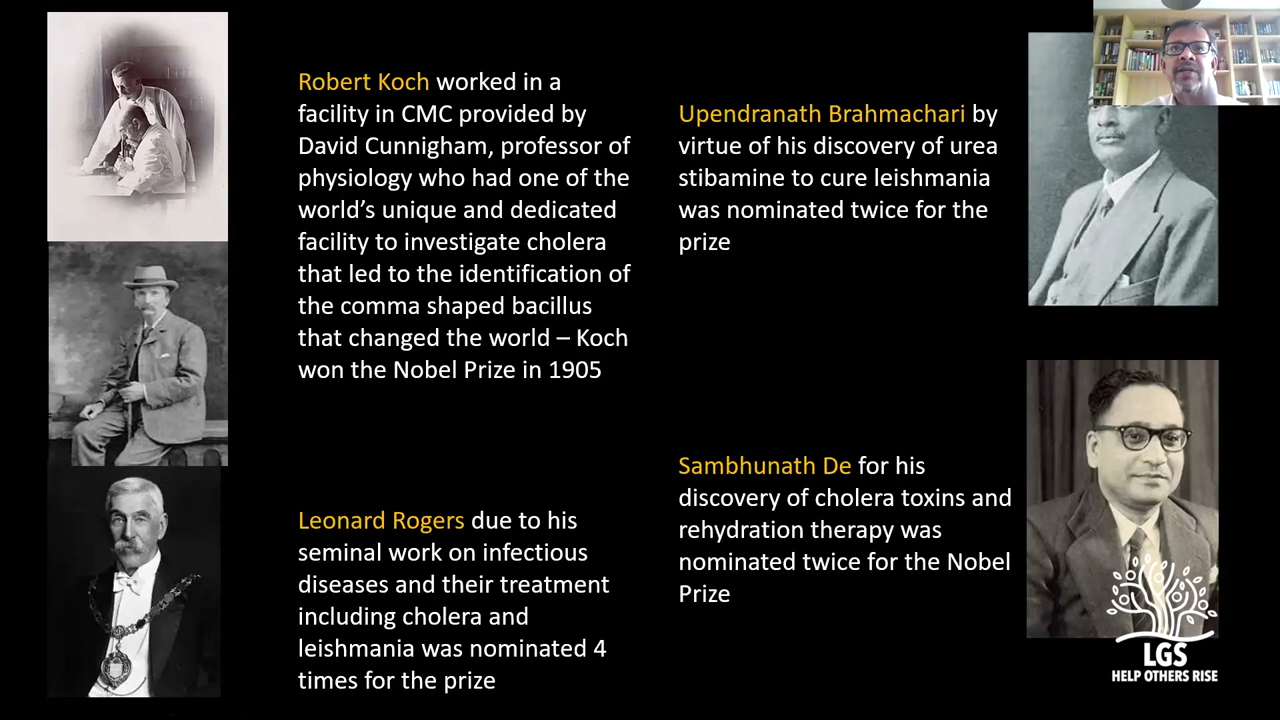 Robert Koch worked in a
facility in CMC provided by
David Cunnigham, professor of
physiology who had one of the
world’s unique and dedicated
facility to investigate cholera
that led to the identification of
the comma shaped bacillus
that changed the world – Koch
won the Nobel Prize in 1905
Leonard Rogers due to his
seminal work on infectious
diseases and their treatment
including cholera and
leishmania was nominated 4
times for the prize
Upendranath Brahmachari by
virtue of his discovery of urea
stibamine to cure leishmania
was nominated twice for the
prize
Sambhunath De for his
discovery of cholera toxins and
rehydration therapy was
nominated twice for the Nobel
Prize
LGS
HELP OTHERS RISE